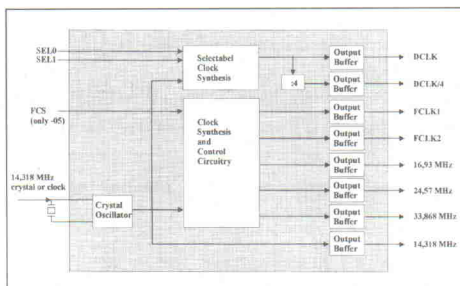 SEL0
SEL1
Selectabel
Clock
Synthesis
Output
Buffer
DCLK
:4
Output
Buffer
DCLK/4
FCS
(only -05)
Clock
Synthesis
and
Control
Circuitry
Output
Buffer
FCLK1
Output
Buffer
FCLK2
Output
Buffer
16,93 MHz
14,318 MHz
crystal or clock
Crystal
Oscillator
Output
Buffer
24,57 MHz
Output
Buffer
33,868 MHz
Output
Buffer
14,318 MHz